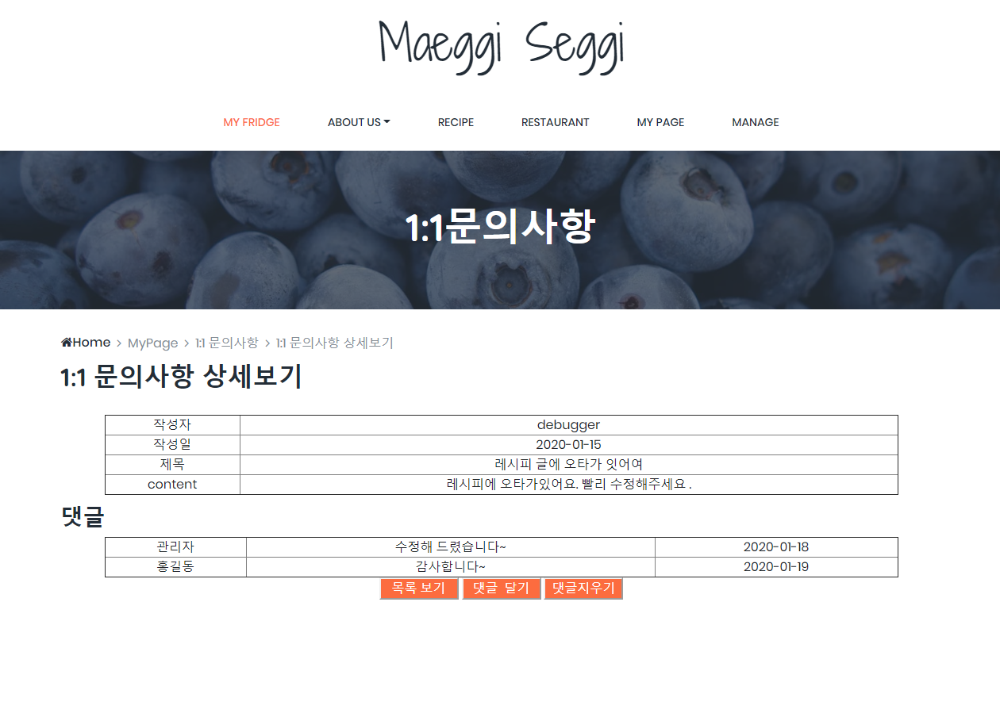 Maeggi Seggi
MY FRIDGE ABOUT US RECIPE RESTAURANT MY PAGE MANAGE
1:1문의사항
Home > MyPage > 1:1 문의사항 > 1:1 문의사항 상세보기
1:1 문의사항 상세보기
작성자 debugger
작성일 2020-01-15
제목 레시피 글에 오타가 잇어여
content 레시피에 오타가있어요. 빨리 수정해주세요 .
댓글
관리자 수정해 드렸습니다~ 2020-01-18
홍길동 감사합니다~ 2020-01-19
목록 보기 댓글 달기 댓글지우기